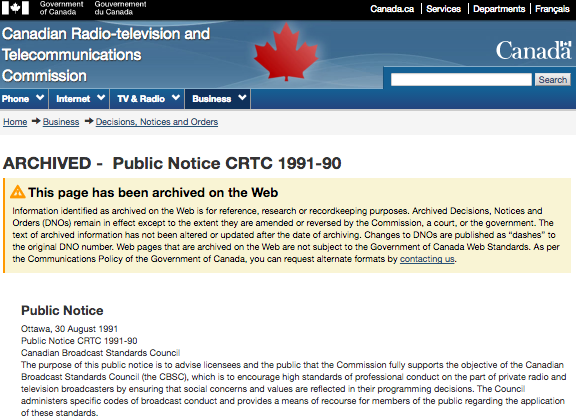 Government of Canada
Gouvernement du Canada
Canada.ca | Services | Departments | Français
Canadian Radio-television and
Telecommunications
Commission
Canada
Search
Phone Internet TV & Radio Business
Home Business Decisions, Notices and Orders
ARCHIVED - Public Notice CRTC 1991-90
This page has been archived on the Web
Information identified as archived on the Web is for reference, research or recordkeeping purposes. Archived Decisions, Notices and
Orders (DNOs) remain in effect except to the extent they are amended or reversed by the Commission, a court, or the government. The
text of archived information has not been altered or updated after the date of archiving. Changes to DNOs are published as “dashes” to
the original DNO number. Web pages that are archived on the Web are not subject to the Government of Canada Web Standards. As per
the Communications Policy of the Government of Canada, you can request alternate formats by contacting us.
Public Notice
Ottawa, 30 August 1991
Public Notice CRTC 1991-90
Canadian Broadcast Standards Council
The purpose of this public notice is to advise licensees and the public that the Commission fully supports the objective of the Canadian
Broadcast Standards Council (the CBSC), which is to encourage high standards of professional conduct on the part of private radio and
television broadcasters by ensuring that social concerns and values are reflected in their programming decisions. The Council
administers specific codes of broadcast conduct and provides a means of recourse for members of the public regarding the application
of these standards.